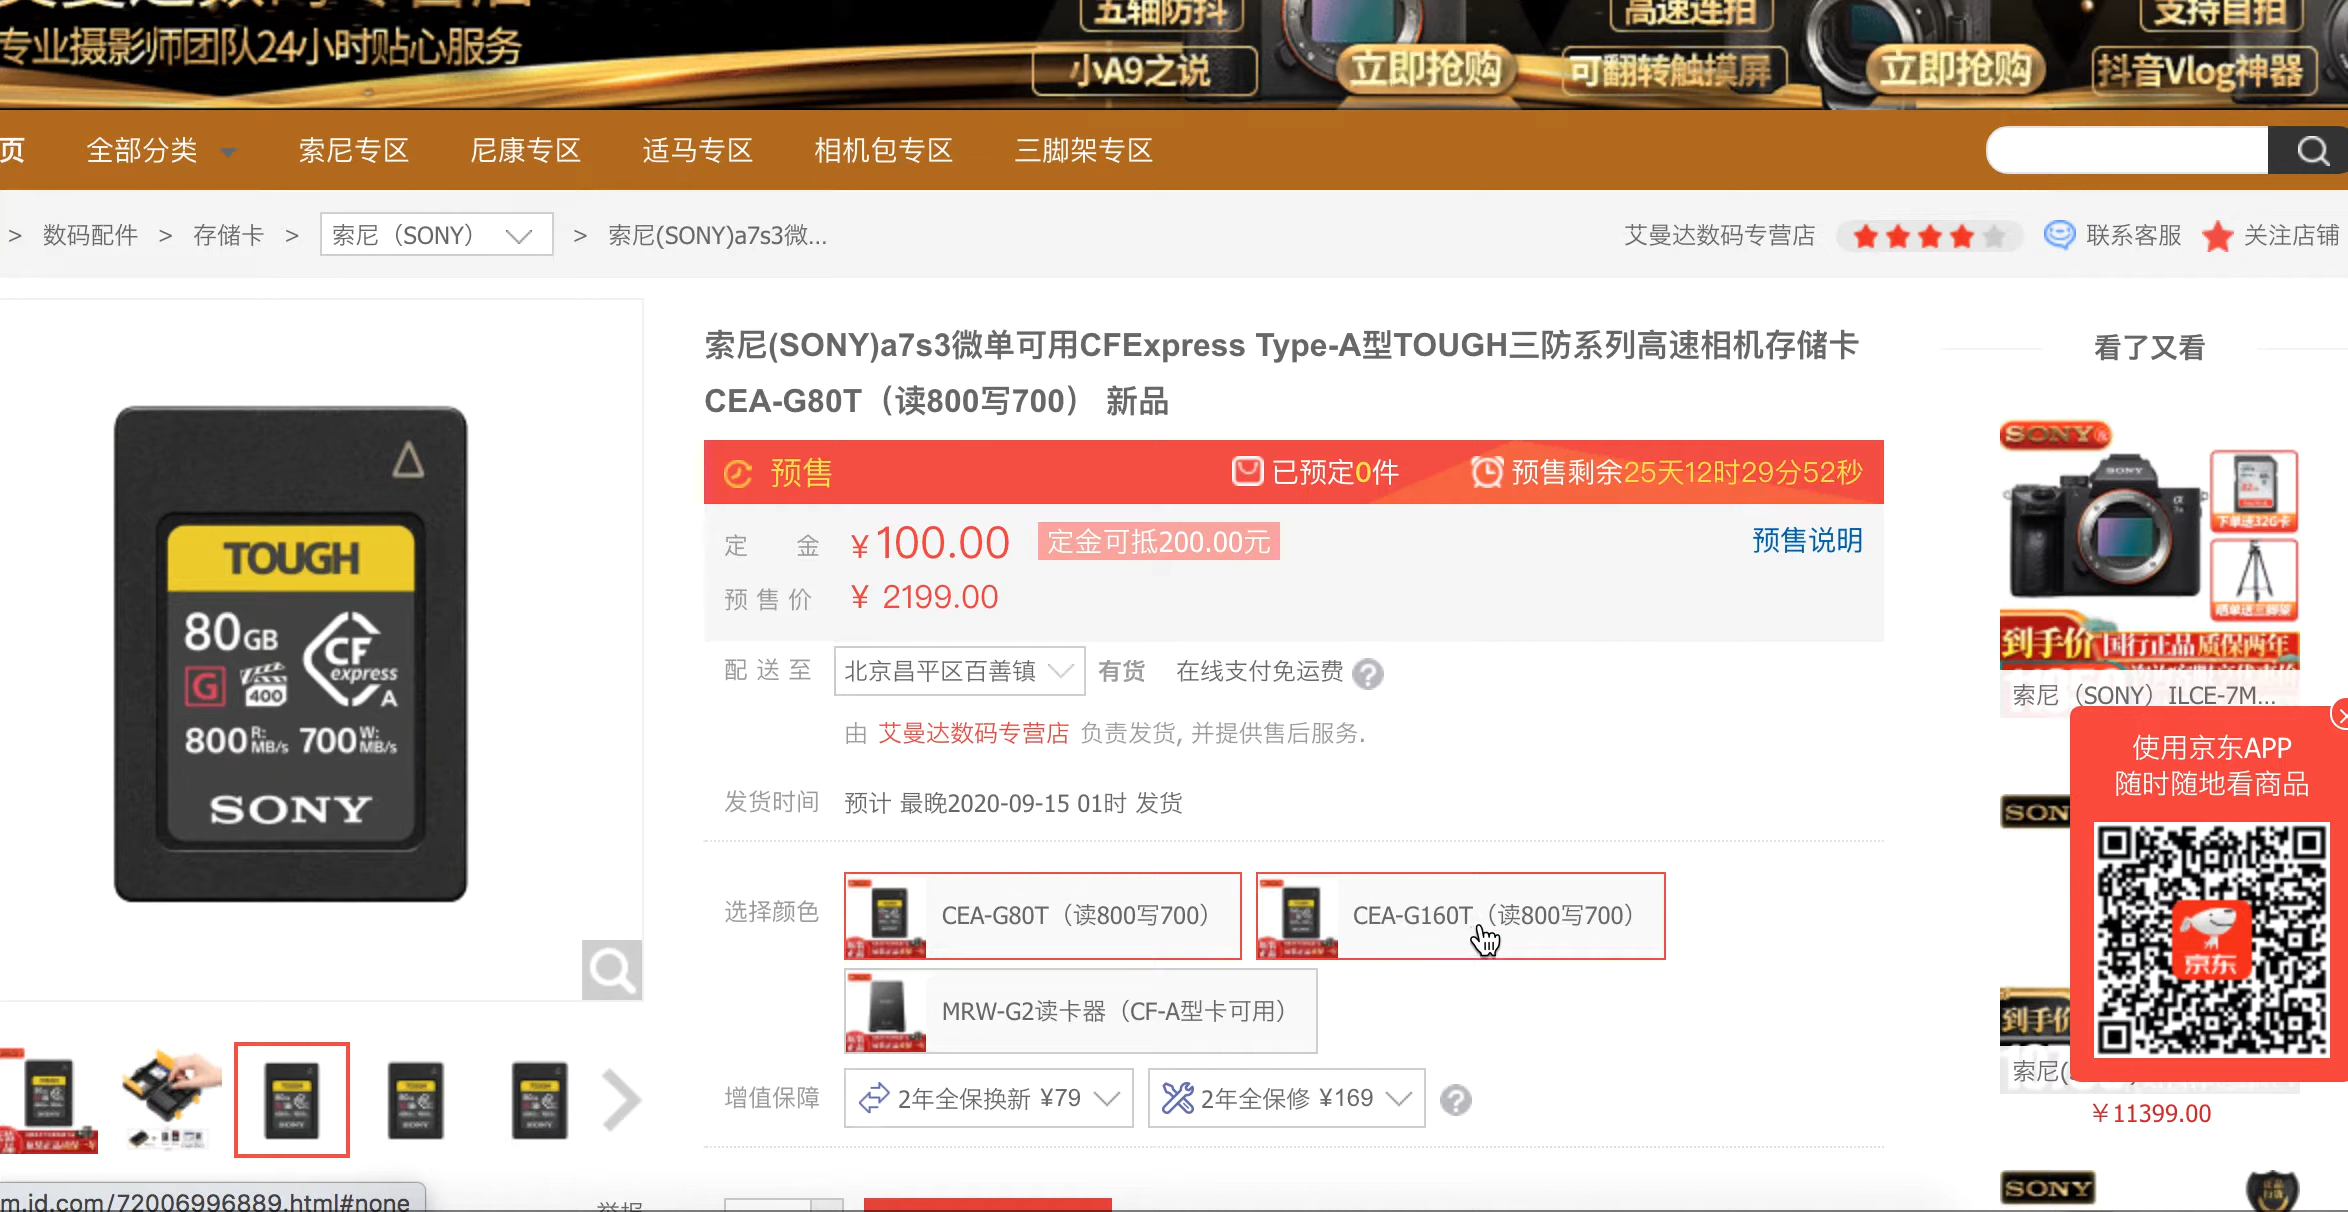 专业摄影师团队24小时贴心服务
五轴防抖
高速连拍
支持自拍
小A9之说
立即抢购
可翻转触摸屏
立即抢购
抖音Vlog神器
页 全部分类 索尼专区 尼康专区 适马专区 相机包专区 三脚架专区
> 数码配件 > 存储卡 > 索尼（SONY） > 索尼(SONY)a7s3微...
艾曼达数码专营店 联系客服 关注店铺
索尼(SONY)a7s3微单可用CFExpress Type-A型TOUGH三防系列高速相机存储卡
CEA-G80T（读800写700） 新品
预售 已预定0件 预售剩余25天12时29分52秒
定 金 ¥100.00 定金可抵200.00元 预售说明
预售价 ¥ 2199.00
配送至 北京昌平区百善镇 有货 在线支付免运费 ?
由 艾曼达数码专营店 负责发货, 并提供售后服务.
发货时间 预计 最晚2020-09-15 01时 发货
选择颜色 CEA-G80T（读800写700） CEA-G160T（读800写700）
MRW-G2读卡器（CF-A型卡可用）
增值保障 2年全保换新 ¥79 2年全保修 ¥169 ?
TOUGH
80GB
CF
express
A
G
400
800 R: MB/s 700 W: MB/s
SONY
看了又看
SONY
SONY
下单送32G卡
晒单送三脚架
到手价 国行正品 质保两年
索尼（SONY）ILCE-7M...
使用京东APP
随时随地看商品
京东
SON
到手价
索尼(
¥11399.00
SONY
m.jd.com/72006996889.html#none
举报